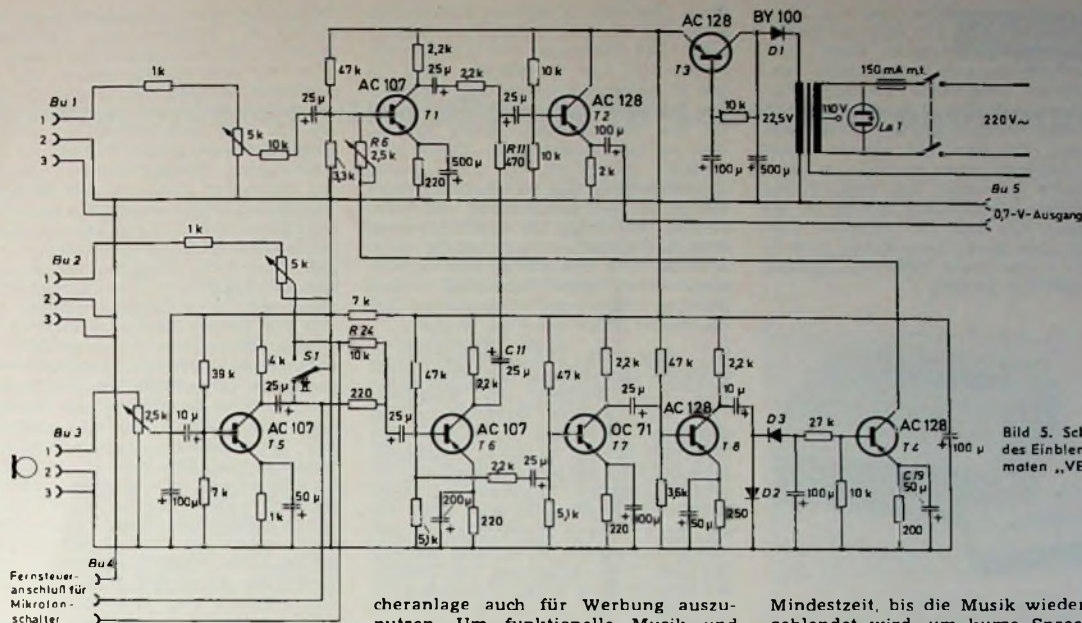 AC 128
BY 100
T3
D1
1k
Bu 1
1
2
3
5k
10k
25µ
47k
3,3k
R6
2,5k
2,2k
AC 107
T1
220
500µ
25µ
2,2k
R11
470
25µ
10k
10k
AC 128
T2
100µ
2k
10k
100µ
500µ
22,5V
110V
150 mA m.t.
La 1
220V~
Bu 5
0,7-V-Ausgang
1k
Bu 2
1
2
3
5k
7k
R 24
10k
S1
220
39k
4k
25µ
2,5k
10µ
AC 107
T5
Bu 3
1
2
3
100µ
7k
1k
50µ
47k
2,2k
C11
25µ
25µ
AC 107
T6
2,2k
25µ
5,1k
200µ
220
47k
2,2k
25µ
OC 71
T7
5,1k
220
100µ
47k
2,2k
10µ
AC 128
T8
3,6k
50µ
250
D3
D2
27k
100µ
10k
AC 128
T4
C19
50µ
200
100µ
Bild 5. Sch
des Einblen
maten „VE
Bu4
Fernsteuer-
anschluß für
Mikrofon-
schalter
cheranlage auch für Werbung auszu-
nutzen. Um funktionelle Musik und
Mindestzeit, bis die Musik wieder